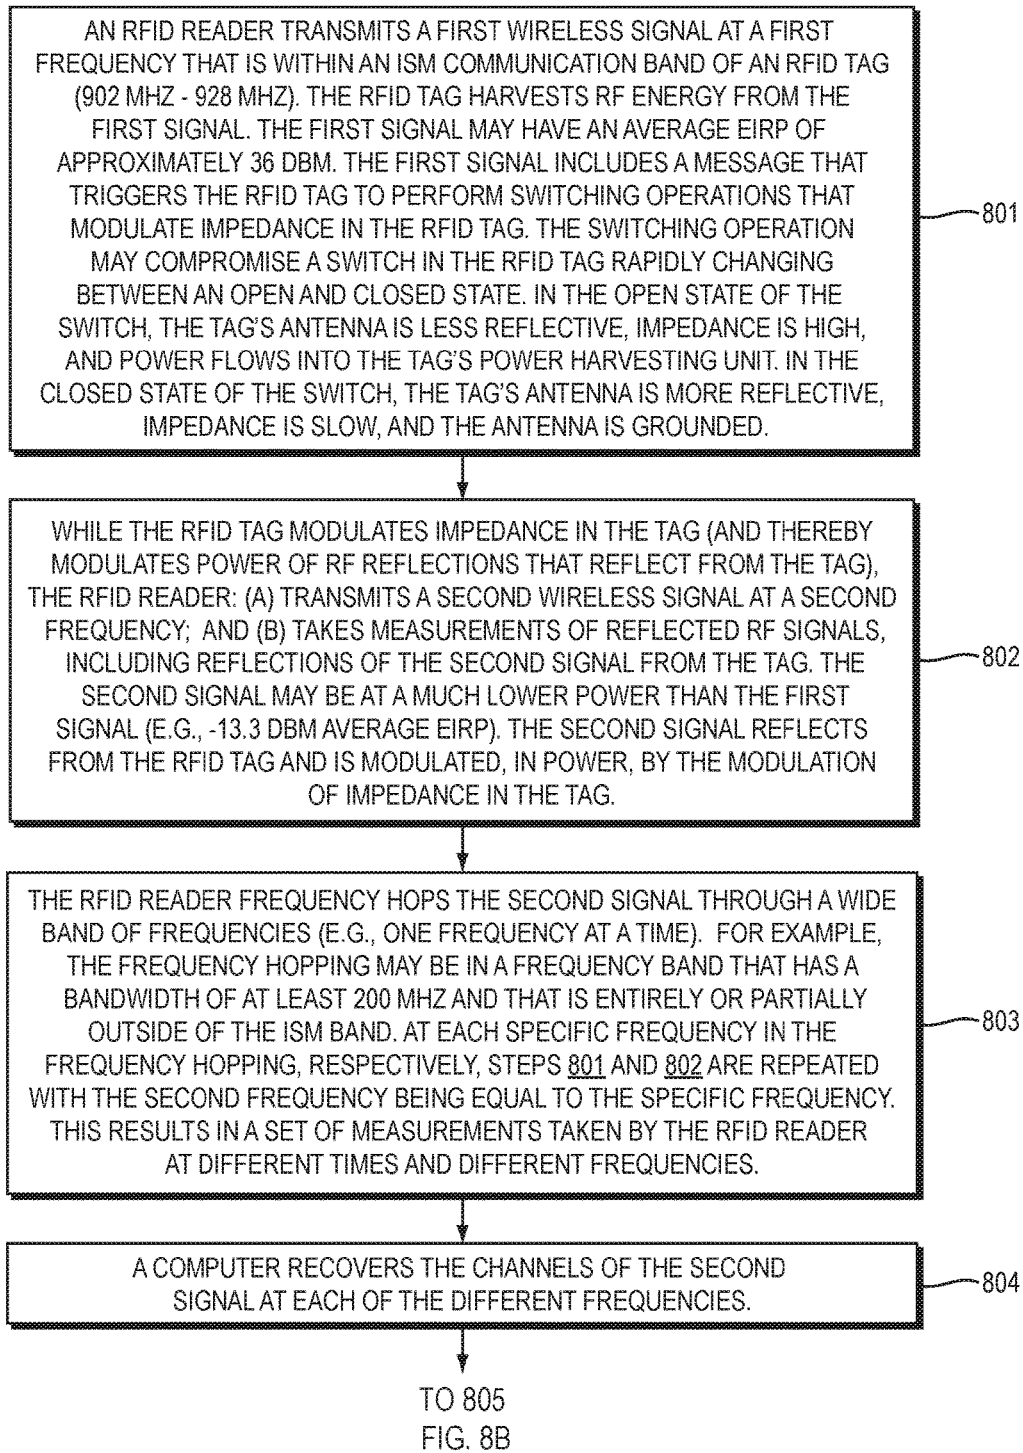 AN RFID READER TRANSMITS A FIRST WIRELESS SIGNAL AT A FIRST
FREQUENCY THAT IS WITHIN AN ISM COMMUNICATION BAND OF AN RFID TAG
(902 MHZ - 928 MHZ). THE RFID TAG HARVESTS RF ENERGY FROM THE
FIRST SIGNAL. THE FIRST SIGNAL MAY HAVE AN AVERAGE EIRP OF
APPROXIMATELY 36 DBM. THE FIRST SIGNAL INCLUDES A MESSAGE THAT
TRIGGERS THE RFID TAG TO PERFORM SWITCHING OPERATIONS THAT
MODULATE IMPEDANCE IN THE RFID TAG. THE SWITCHING OPERATION
MAY COMPROMISE A SWITCH IN THE RFID TAG RAPIDLY CHANGING
BETWEEN AN OPEN AND CLOSED STATE. IN THE OPEN STATE OF THE
SWITCH, THE TAG'S ANTENNA IS LESS REFLECTIVE, IMPEDANCE IS HIGH,
AND POWER FLOWS INTO THE TAG'S POWER HARVESTING UNIT. IN THE
CLOSED STATE OF THE SWITCH, THE TAG'S ANTENNA IS MORE REFLECTIVE,
IMPEDANCE IS SLOW, AND THE ANTENNA IS GROUNDED.
801
WHILE THE RFID TAG MODULATES IMPEDANCE IN THE TAG (AND THEREBY
MODULATES POWER OF RF REFLECTIONS THAT REFLECT FROM THE TAG),
THE RFID READER: (A) TRANSMITS A SECOND WIRELESS SIGNAL AT A SECOND
FREQUENCY; AND (B) TAKES MEASUREMENTS OF REFLECTED RF SIGNALS,
INCLUDING REFLECTIONS OF THE SECOND SIGNAL FROM THE TAG. THE
SECOND SIGNAL MAY BE AT A MUCH LOWER POWER THAN THE FIRST
SIGNAL (E.G., -13.3 DBM AVERAGE EIRP). THE SECOND SIGNAL REFLECTS
FROM THE RFID TAG AND IS MODULATED, IN POWER, BY THE MODULATION
OF IMPEDANCE IN THE TAG.
802
THE RFID READER FREQUENCY HOPS THE SECOND SIGNAL THROUGH A WIDE
BAND OF FREQUENCIES (E.G., ONE FREQUENCY AT A TIME). FOR EXAMPLE,
THE FREQUENCY HOPPING MAY BE IN A FREQUENCY BAND THAT HAS A
BANDWIDTH OF AT LEAST 200 MHZ AND THAT IS ENTIRELY OR PARTIALLY
OUTSIDE OF THE ISM BAND. AT EACH SPECIFIC FREQUENCY IN THE
FREQUENCY HOPPING, RESPECTIVELY, STEPS 801 AND 802 ARE REPEATED
WITH THE SECOND FREQUENCY BEING EQUAL TO THE SPECIFIC FREQUENCY.
THIS RESULTS IN A SET OF MEASUREMENTS TAKEN BY THE RFID READER
AT DIFFERENT TIMES AND DIFFERENT FREQUENCIES.
803
A COMPUTER RECOVERS THE CHANNELS OF THE SECOND
SIGNAL AT EACH OF THE DIFFERENT FREQUENCIES.
804
TO 805
FIG. 8B